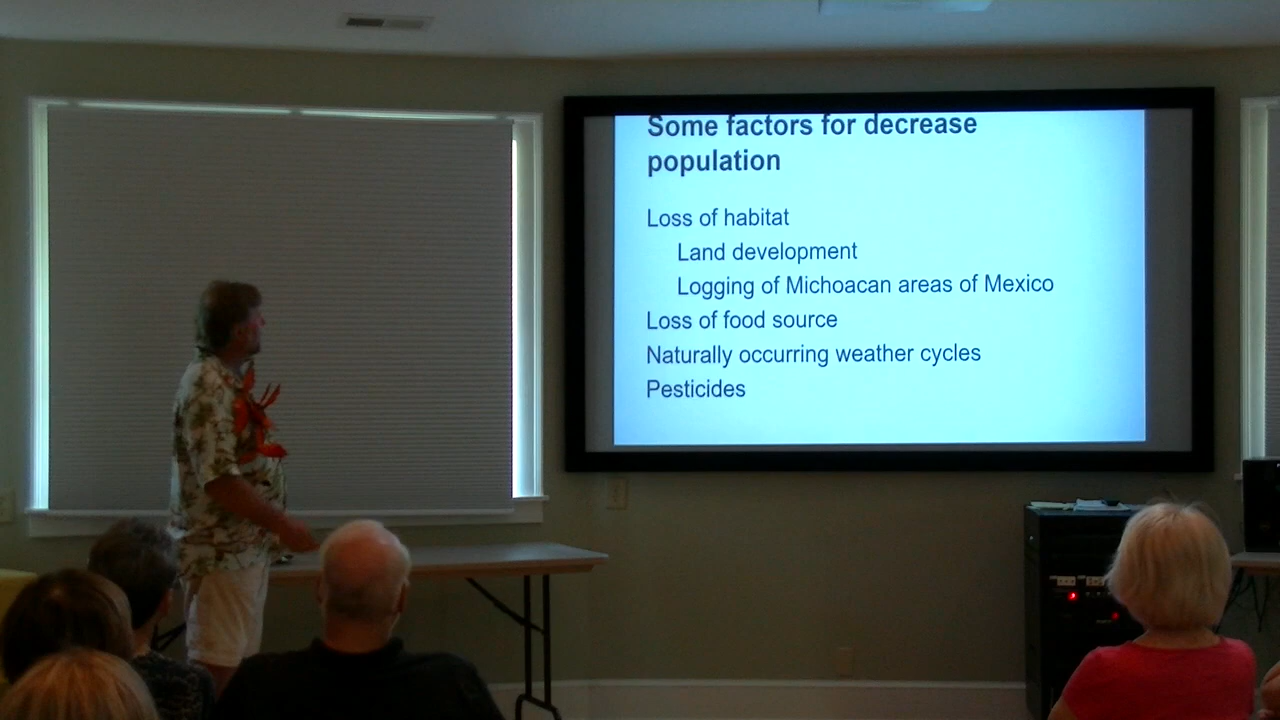 Some factors for decrease
population
Loss of habitat
Land development
Logging of Michoacan areas of Mexico
Loss of food source
Naturally occurring weather cycles
Pesticides